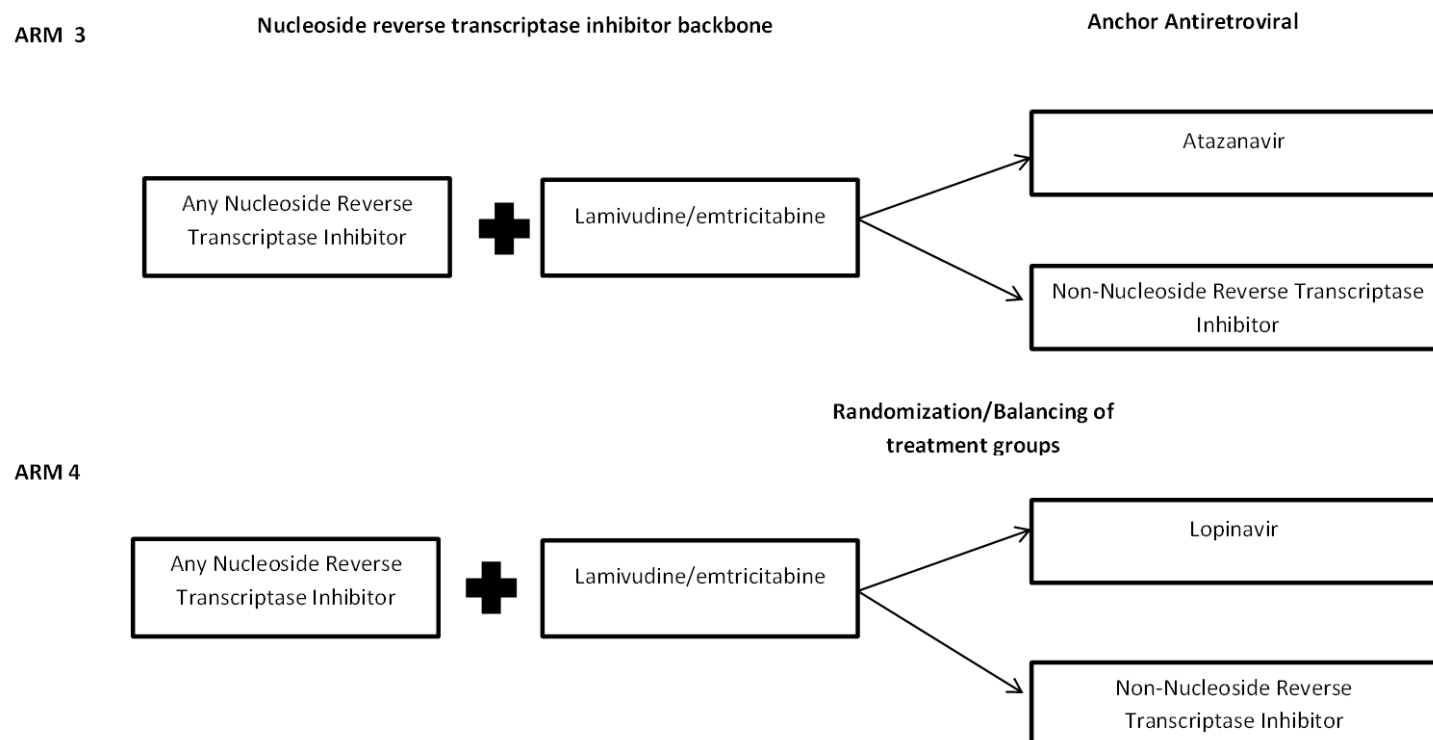 ARM 3
Nucleoside reverse transcriptase inhibitor backbone
Anchor Antiretroviral
Any Nucleoside Reverse
Transcriptase Inhibitor
Lamivudine/emtricitabine
Atazanavir
Non-Nucleoside Reverse Transcriptase
Inhibitor
Randomization/Balancing of
treatment groups
ARM 4
Any Nucleoside Reverse
Transcriptase Inhibitor
Lamivudine/emtricitabine
Lopinavir
Non-Nucleoside Reverse
Transcriptase Inhibitor